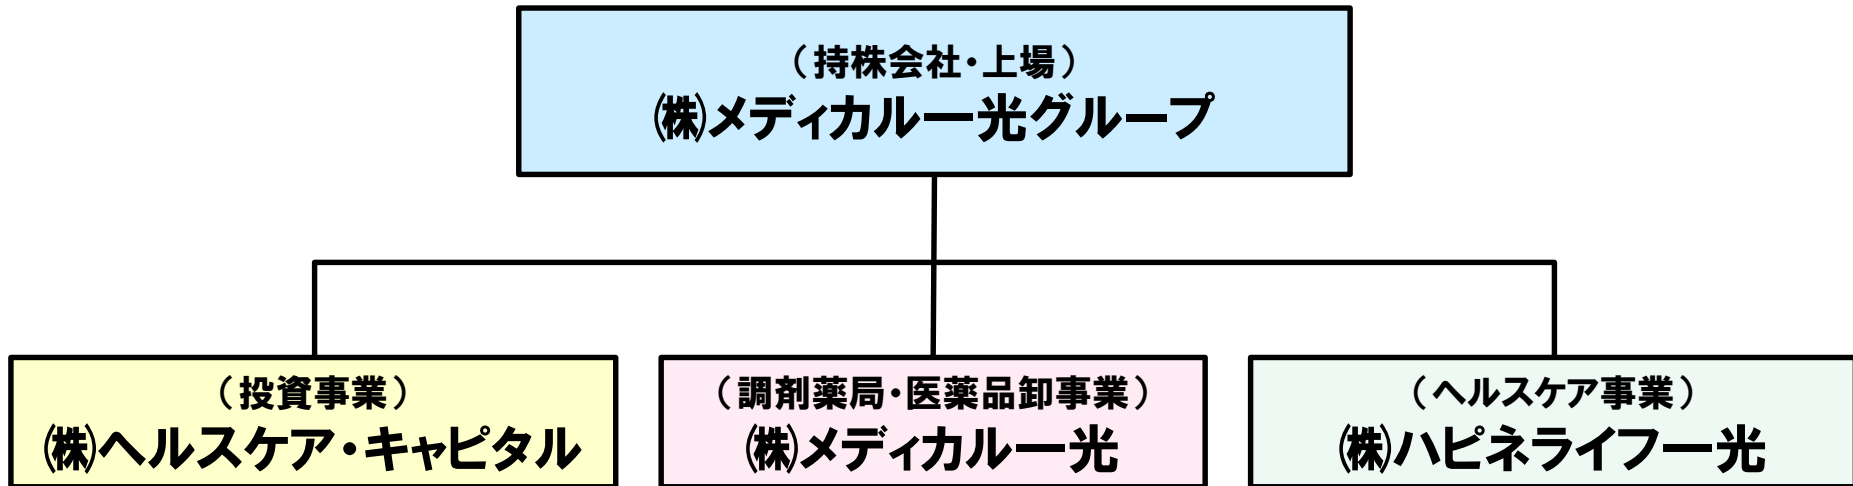 （持株会社・上場）
㈱メディカル一光グループ
（投資事業）
㈱ヘルスケア・キャピタル
（調剤薬局・医薬品卸事業）
㈱メディカル一光
（ヘルスケア事業）
㈱ハピネライフ一光